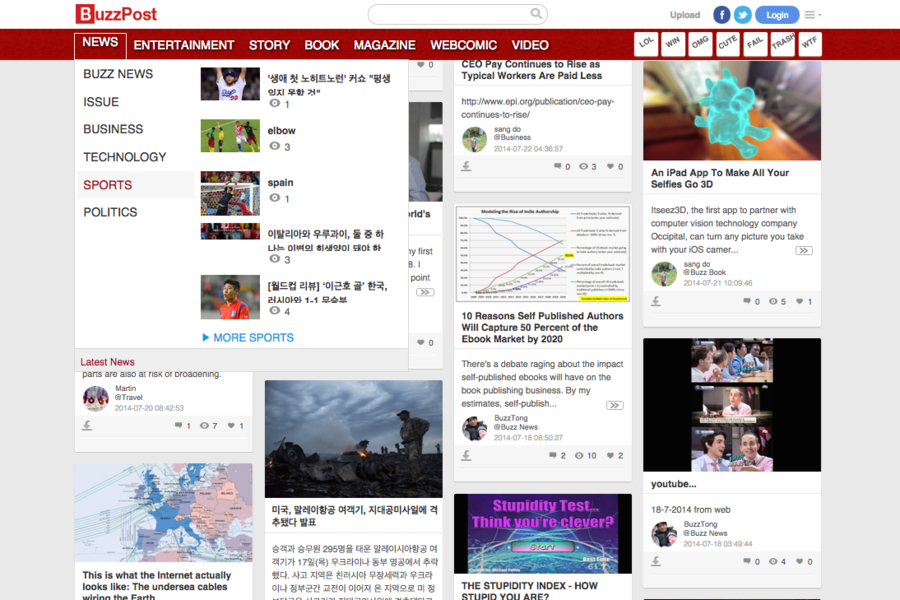 BuzzPost
Upload
Login
NEWS
ENTERTAINMENT
STORY
BOOK
MAGAZINE
WEBCOMIC
VIDEO
LOL
WIN
OMG
CUTE
FAIL
TRASH
WTF
BUZZ NEWS
ISSUE
BUSINESS
TECHNOLOGY
SPORTS
POLITICS
'생애 첫 노히트노런' 커쇼 "평생
잊지 못할 것"
1
elbow
3
spain
1
이탈리아와 우루과이, 둘 중 하
나는 이변의 희생양이 돼야 하
3
[월드컵 리뷰] '이근호 골' 한국,
러시아와 1-1 무승부
4
MORE SPORTS
Latest News
parts are also at risk of broadening.
Martin
@Travel
2014-07-20 08:42:53
1 7 1
This is what the Internet actually
looks like: The undersea cables
wiring the Earth
0
rld's
my first
8. I
point
0
미국, 말레이항공 여객기, 지대공미사일에 격
추됐다 발표
승객과 승무원 295명을 태운 말레이시아항공 여
객기가 17일(목) 우크라이나 동부 영공에서 추락
했다. 사고 지역은 친러시아 무장세력과 우크라
이나 정부군간 교전이 이어져 온 지역으로 미 정
CEO Pay Continues to Rise as
Typical Workers Are Paid Less
http://www.epi.org/publication/ceo-pay-
continues-to-rise/
sang do
@Business
2014-07-22 04:36:57
0 3 0
Modeling the Rise of Indie Authorship
10 Reasons Self Published Authors
Will Capture 50 Percent of the
Ebook Market by 2020
There's a debate raging about the impact
self-published ebooks will have on the
book publishing business. By my
estimates, self-publish...
BuzzTong
@Buzz News
2014-07-18 08:50:27
2 10 2
Stupidity Test...
Think you're clever?
Start
THE STUPIDITY INDEX - HOW
STUPID YOU ARE?
An iPad App To Make All Your
Selfies Go 3D
Itseez3D, the first app to partner with
computer vision technology company
Occipital, can turn any picture you take
with your iOS camer...
sang do
@Buzz Book
2014-07-21 10:09:46
0 5 1
youtube...
18-7-2014 from web
BuzzTong
@Buzz News
2014-07-18 03:49:44
0 4 0